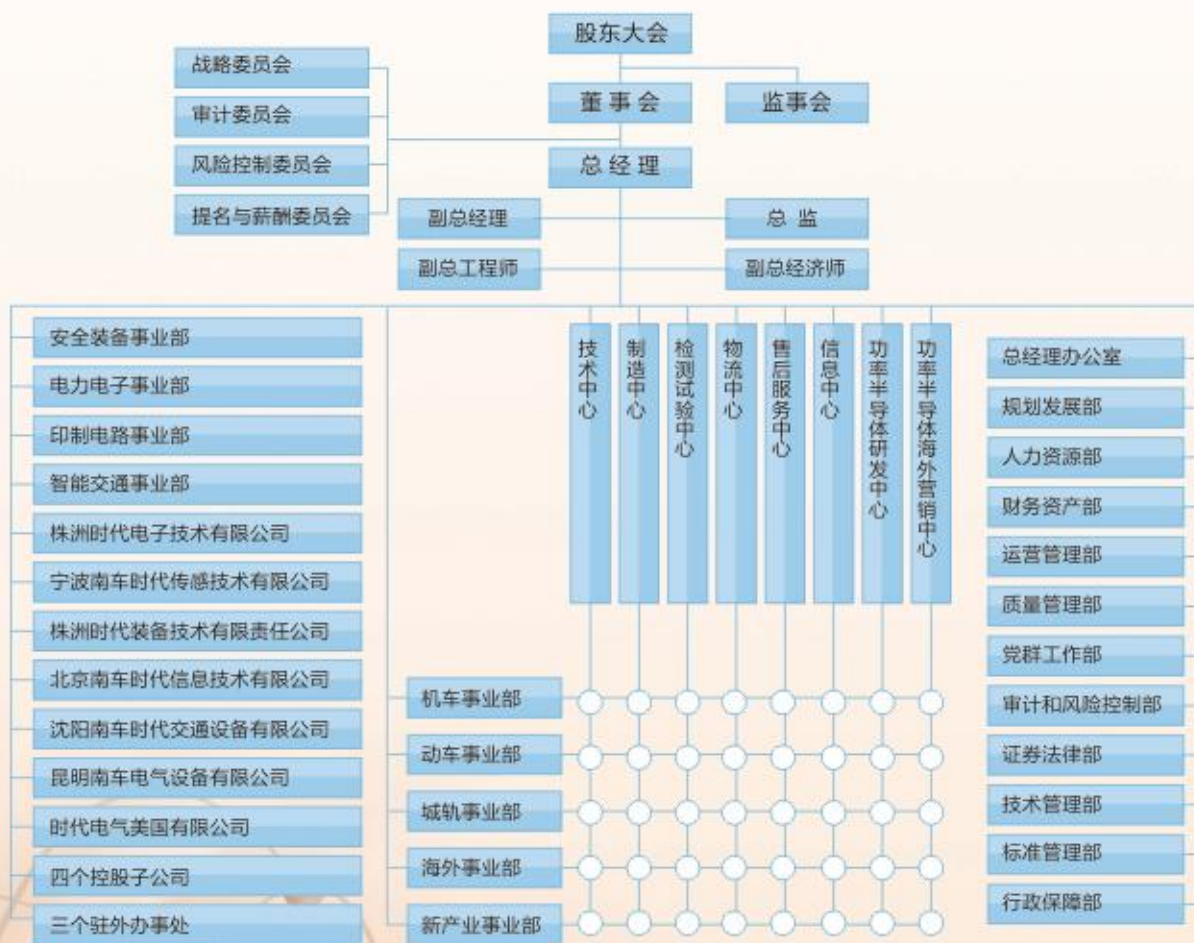 股东大会
董事会
监事会
总经理
战略委员会
审计委员会
风险控制委员会
提名与薪酬委员会
副总经理
总 监
副总工程师
副总经济师
安全装备事业部
电力电子事业部
印制电路事业部
智能交通事业部
株洲时代电子技术有限公司
宁波南车时代传感技术有限公司
株洲时代装备技术有限责任公司
北京南车时代信息技术有限公司
沈阳南车时代交通设备有限公司
昆明南车电气设备有限公司
时代电气美国有限公司
四个控股子公司
三个驻外办事处
技术中心
制造中心
检测试验中心
物流中心
售后服务中心
信息中心
功率半导体研发中心
功率半导体海外营销中心
机车事业部
动车事业部
城轨事业部
海外事业部
新产业事业部
总经理办公室
规划发展部
人力资源部
财务资产部
运营管理部
质量管理部
党群工作部
审计和风险控制部
证券法律部
技术管理部
标准管理部
行政保障部